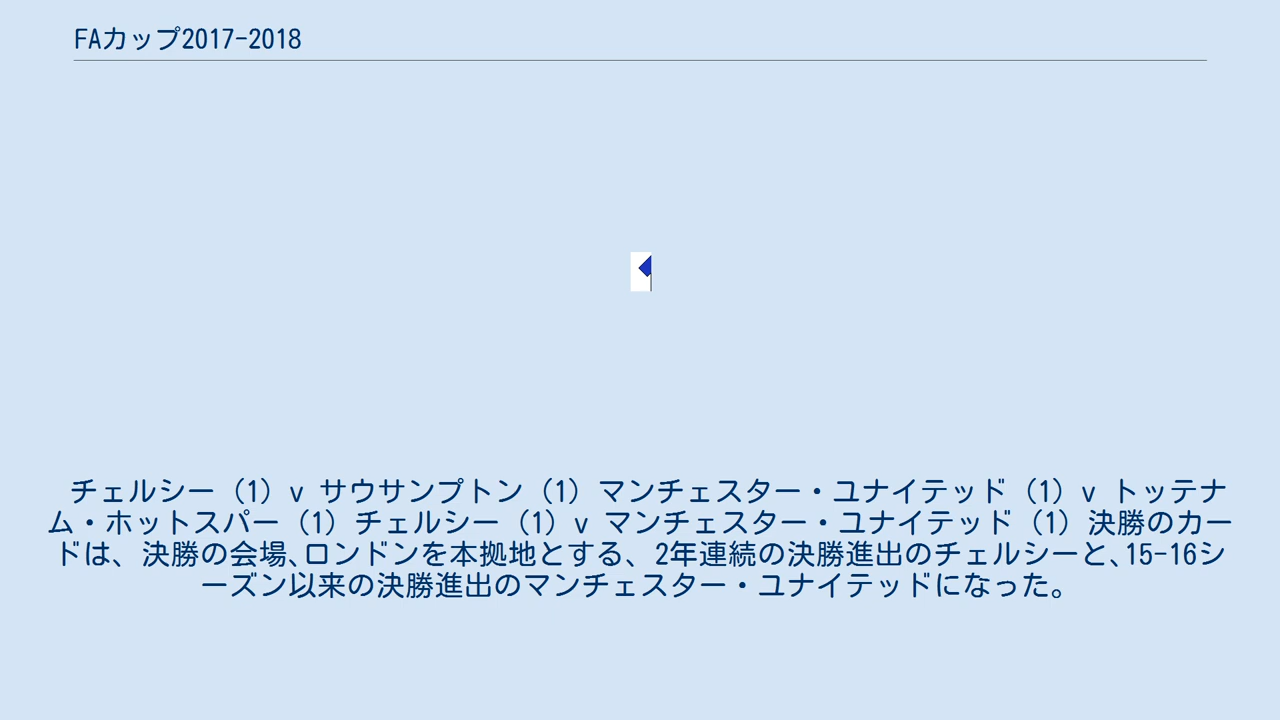 FAカップ2017-2018
チェルシー（1）v サウサンプトン（1）マンチェスター・ユナイテッド（1）v トッテナ
ム・ホットスパー（1）チェルシー（1）v マンチェスター・ユナイテッド（1）決勝のカー
ドは、決勝の会場、ロンドンを本拠地とする、2年連続の決勝進出のチェルシーと、15-16シ
ーズン以来の決勝進出のマンチェスター・ユナイテッドになった。